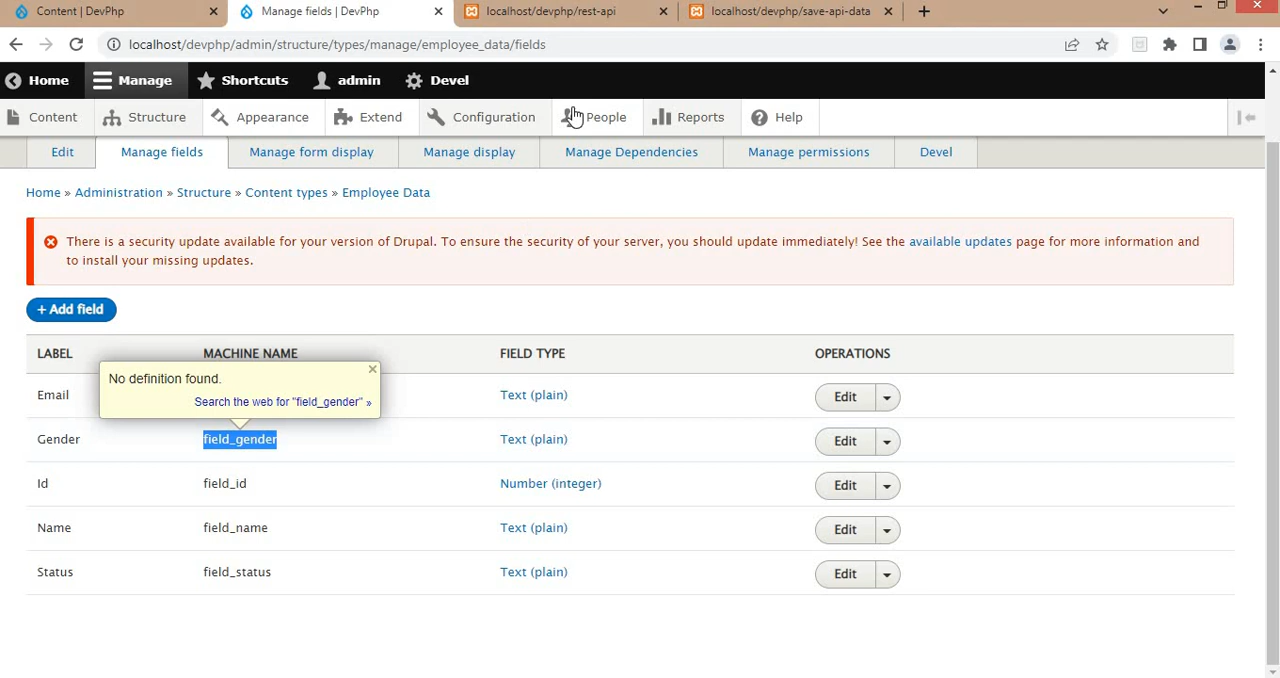 Content | DevPhp
Manage fields | DevPhp
localhost/devphp/rest-api
localhost/devphp/save-api-data
localhost/devphp/admin/structure/types/manage/employee_data/fields
Home
Manage
Shortcuts
admin
Devel
Content
Structure
Appearance
Extend
Configuration
People
Reports
Help
Edit
Manage fields
Manage form display
Manage display
Manage Dependencies
Manage permissions
Devel
Home » Administration » Structure » Content types » Employee Data
There is a security update available for your version of Drupal. To ensure the security of your server, you should update immediately! See the available updates page for more information and
to install your missing updates.
+ Add field
LABEL MACHINE NAME FIELD TYPE OPERATIONS
No definition found.
Search the web for "field_gender" »
Email Text (plain) Edit
Gender field_gender Text (plain) Edit
Id field_id Number (integer) Edit
Name field_name Text (plain) Edit
Status field_status Text (plain) Edit